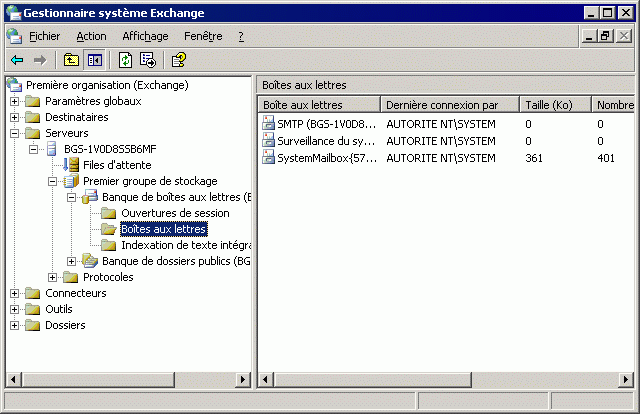 Gestionnaire système Exchange
Fichier Action Affichage Fenêtre ?
Première organisation (Exchange)
Paramètres globaux
Destinataires
Serveurs
BGS-1V0D8SSB6MF
Files d'attente
Premier groupe de stockage
Banque de boîtes aux lettres (E
Ouvertures de session
Boîtes aux lettres
Indexation de texte intégra
Banque de dossiers publics (BG
Protocoles
Connecteurs
Outils
Dossiers
Boîtes aux lettres
Boîte aux lettres Dernière connexion par Taille (Ko) Nombre
SMTP (BGS-1V0D8... AUTORITE NT\SYSTEM 0 0
Surveillance du sy... AUTORITE NT\SYSTEM 0 0
SystemMailbox{57... AUTORITE NT\SYSTEM 361 401